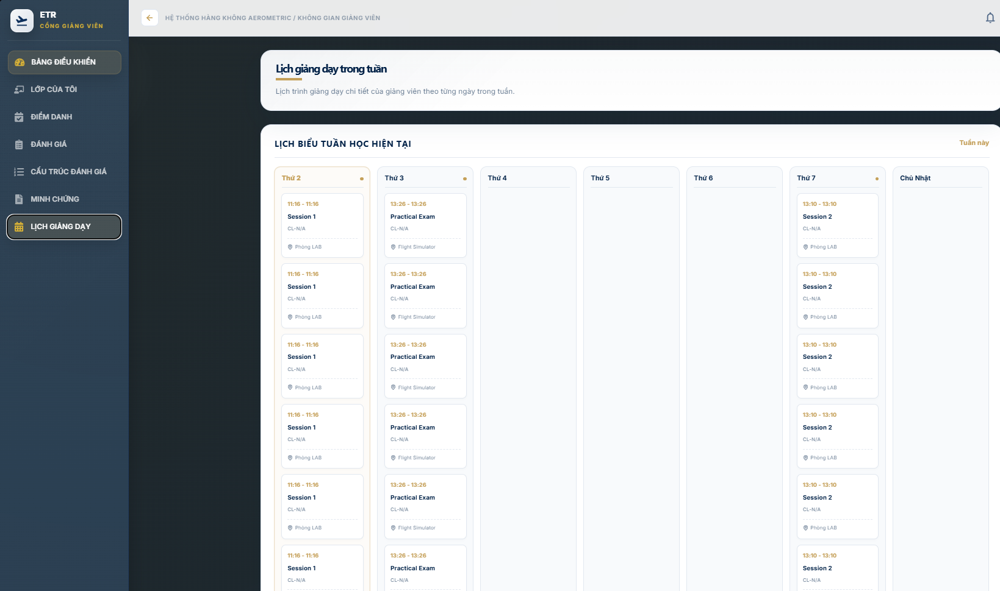 ETR
CỔNG GIẢNG VIÊN
BẢNG ĐIỀU KHIỂN
LỚP CỦA TÔI
ĐIỂM DANH
ĐÁNH GIÁ
CẤU TRÚC ĐÁNH GIÁ
MINH CHỨNG
LỊCH GIẢNG DẠY
HỆ THỐNG HÀNG KHÔNG AEROMETRIC / KHÔNG GIAN GIẢNG VIÊN
Lịch giảng dạy trong tuần
Lịch trình giảng dạy chi tiết của giảng viên theo từng ngày trong tuần.
LỊCH BIỂU TUẦN HỌC HIỆN TẠI
Tuần này
Thứ 2
11:16 - 11:16
Session 1
CL-N/A
Phòng LAB
11:16 - 11:16
Session 1
CL-N/A
Phòng LAB
11:16 - 11:16
Session 1
CL-N/A
Phòng LAB
11:16 - 11:16
Session 1
CL-N/A
Phòng LAB
11:16 - 11:16
Session 1
CL-N/A
Phòng LAB
11:16 - 11:16
Session 1
CL-N/A
Thứ 3
13:26 - 13:26
Practical Exam
CL-N/A
Flight Simulator
13:26 - 13:26
Practical Exam
CL-N/A
Flight Simulator
13:26 - 13:26
Practical Exam
CL-N/A
Flight Simulator
13:26 - 13:26
Practical Exam
CL-N/A
Flight Simulator
13:26 - 13:26
Practical Exam
CL-N/A
Flight Simulator
13:26 - 13:26
Practical Exam
CL-N/A
Thứ 4
Thứ 5
Thứ 6
Thứ 7
13:10 - 13:10
Session 2
CL-N/A
Phòng LAB
13:10 - 13:10
Session 2
CL-N/A
Phòng LAB
13:10 - 13:10
Session 2
CL-N/A
Phòng LAB
13:10 - 13:10
Session 2
CL-N/A
Phòng LAB
13:10 - 13:10
Session 2
CL-N/A
Phòng LAB
13:10 - 13:10
Session 2
CL-N/A
Chủ Nhật